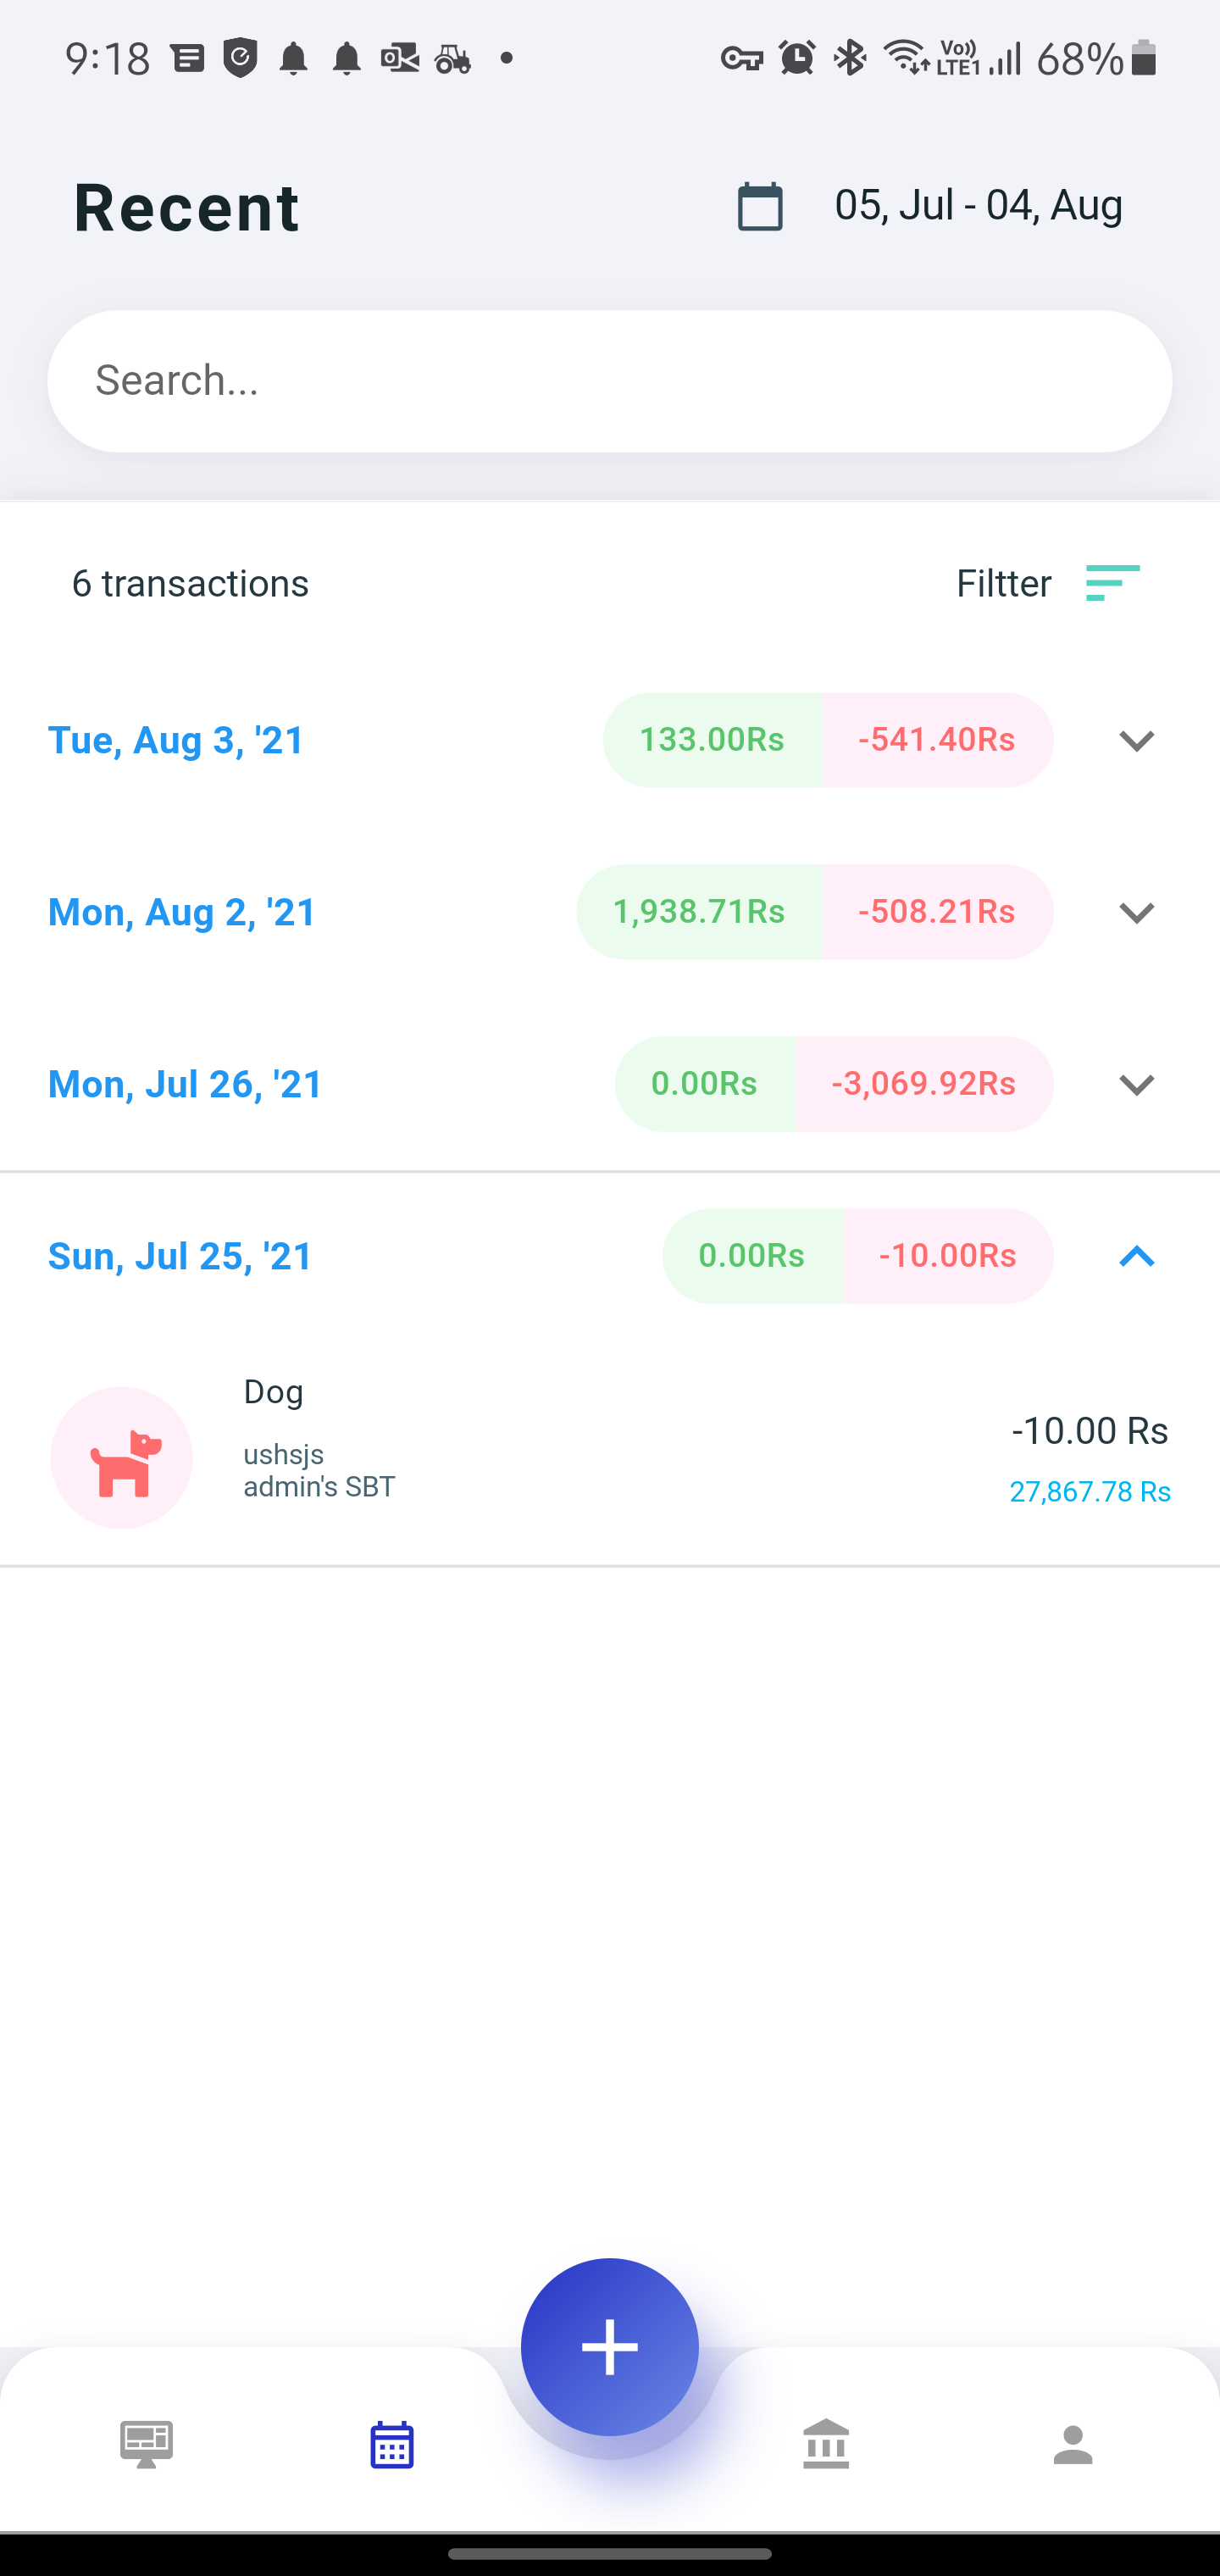 9:18 Vo)) LTE1 68%
Recent 05, Jul - 04, Aug
Search...
6 transactions Filtter
Tue, Aug 3, '21 133.00Rs -541.40Rs
Mon, Aug 2, '21 1,938.71Rs -508.21Rs
Mon, Jul 26, '21 0.00Rs -3,069.92Rs
Sun, Jul 25, '21 0.00Rs -10.00Rs
Dog
-10.00 Rs
ushsjs
admin's SBT
27,867.78 Rs